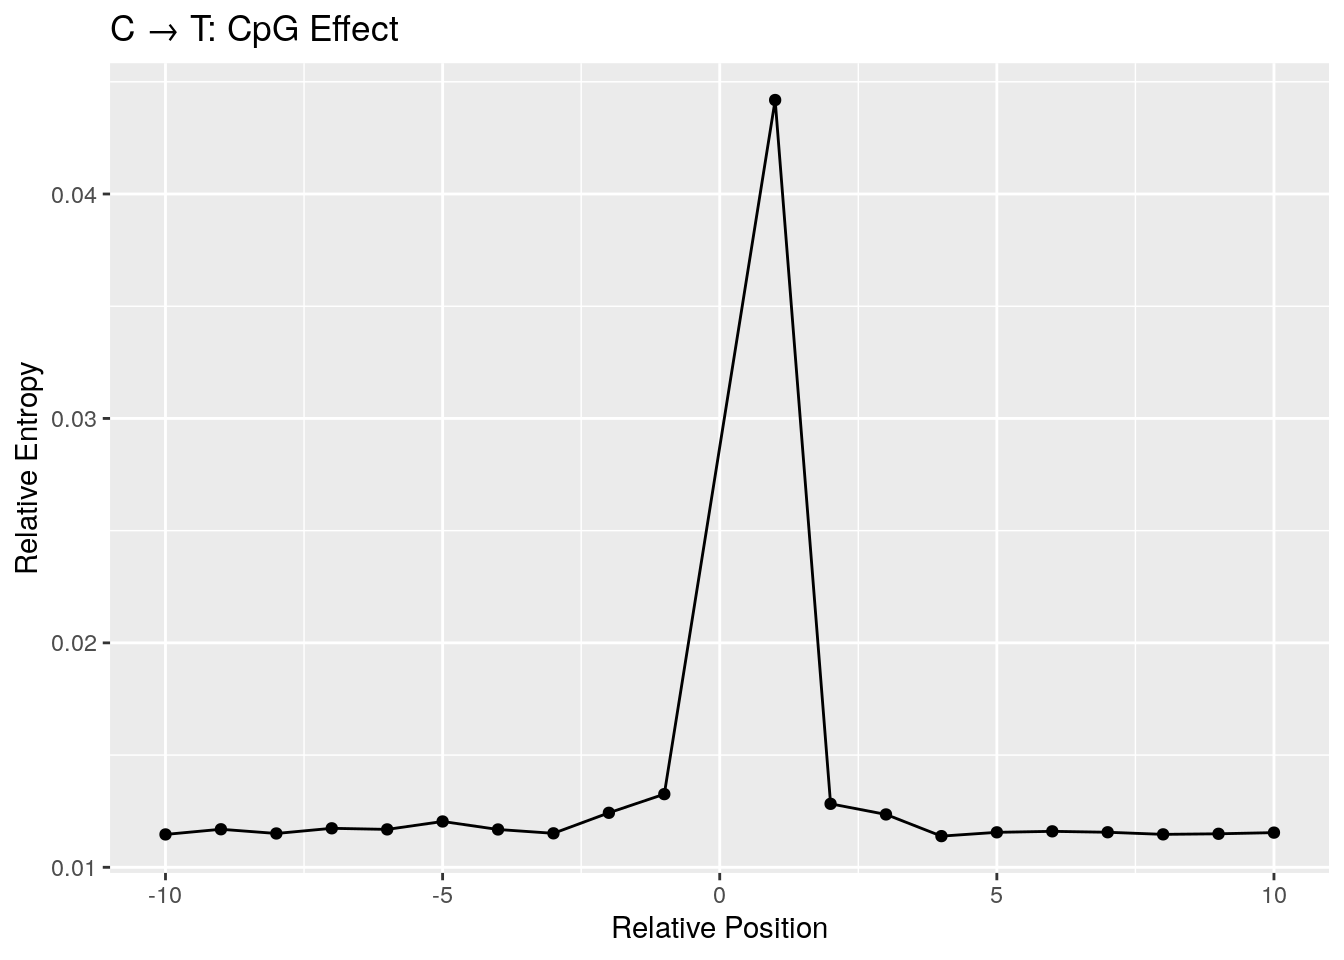 C → T: CpG Effect
Relative Entropy
0.04
0.03
0.02
0.01
-10 -5 0 5 10
Relative Position